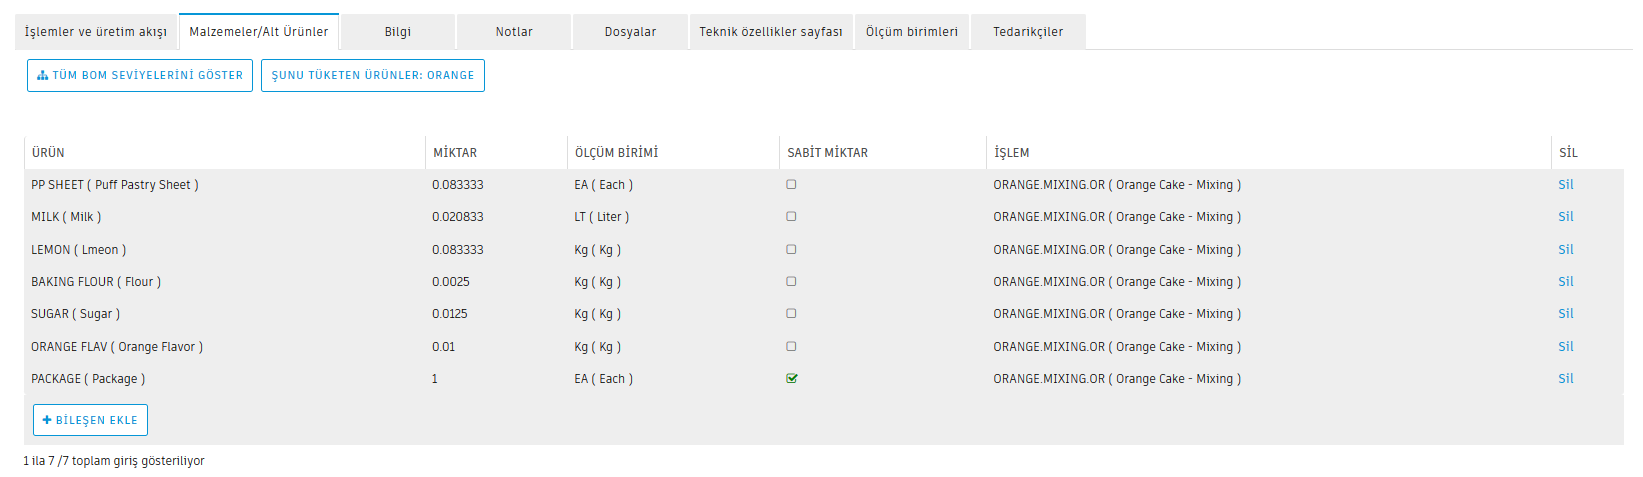 İşlemler ve üretim akışı Malzemeler/Alt Ürünler Bilgi Notlar Dosyalar Teknik özellikler sayfası Ölçüm birimleri Tedarikçiler
TÜM BOM SEVİYELERİNİ GÖSTER ŞUNU TÜKETEN ÜRÜNLER: ORANGE
ÜRÜN MİKTAR ÖLÇÜM BİRİMİ SABİT MİKTAR İŞLEM SİL
PP SHEET ( Puff Pastry Sheet ) 0.083333 EA ( Each ) ORANGE.MIXING.OR ( Orange Cake - Mixing ) Sil
MILK ( Milk ) 0.020833 LT ( Liter ) ORANGE.MIXING.OR ( Orange Cake - Mixing ) Sil
LEMON ( Lmeon ) 0.083333 Kg ( Kg ) ORANGE.MIXING.OR ( Orange Cake - Mixing ) Sil
BAKING FLOUR ( Flour ) 0.0025 Kg ( Kg ) ORANGE.MIXING.OR ( Orange Cake - Mixing ) Sil
SUGAR ( Sugar ) 0.0125 Kg ( Kg ) ORANGE.MIXING.OR ( Orange Cake - Mixing ) Sil
ORANGE FLAV ( Orange Flavor ) 0.01 Kg ( Kg ) ORANGE.MIXING.OR ( Orange Cake - Mixing ) Sil
PACKAGE ( Package ) 1 EA ( Each ) ORANGE.MIXING.OR ( Orange Cake - Mixing ) Sil
+ BİLEŞEN EKLE
1 ila 7 /7 toplam giriş gösteriliyor